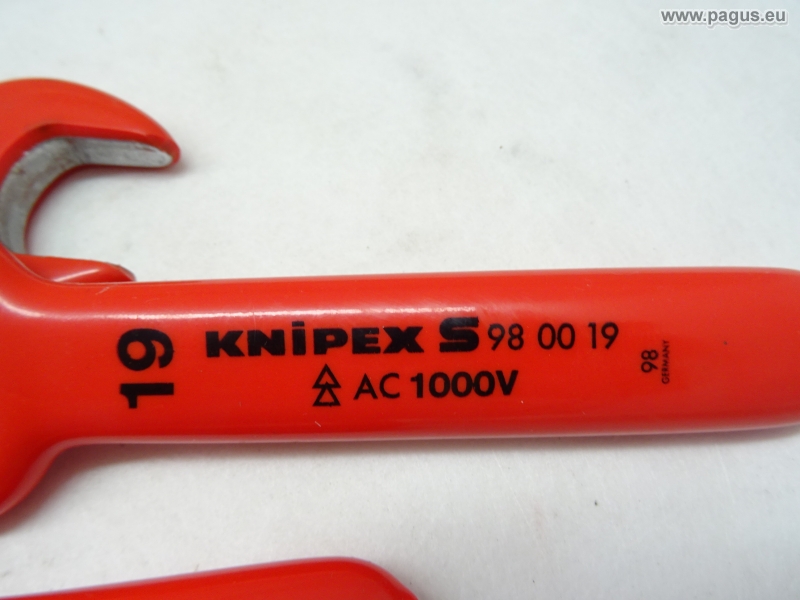 www.pagus.eu
19
KNiPEX S 98 00 19
AC 1000V
98
GERMANY